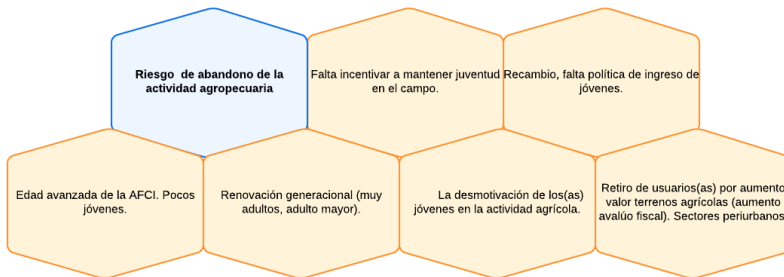 Riesgo de abandono de la
actividad agropecuaria
Falta incentivar a mantener juventud
en el campo.
Recambio, falta política de ingreso de
jóvenes.
Edad avanzada de la AFCI. Pocos
jóvenes.
Renovación generacional (muy
adultos, adulto mayor).
La desmotivación de los(as)
jóvenes en la actividad agrícola.
Retiro de usuarios(as) por aumento
valor terrenos agrícolas (aumento
avalúo fiscal). Sectores periurbanos